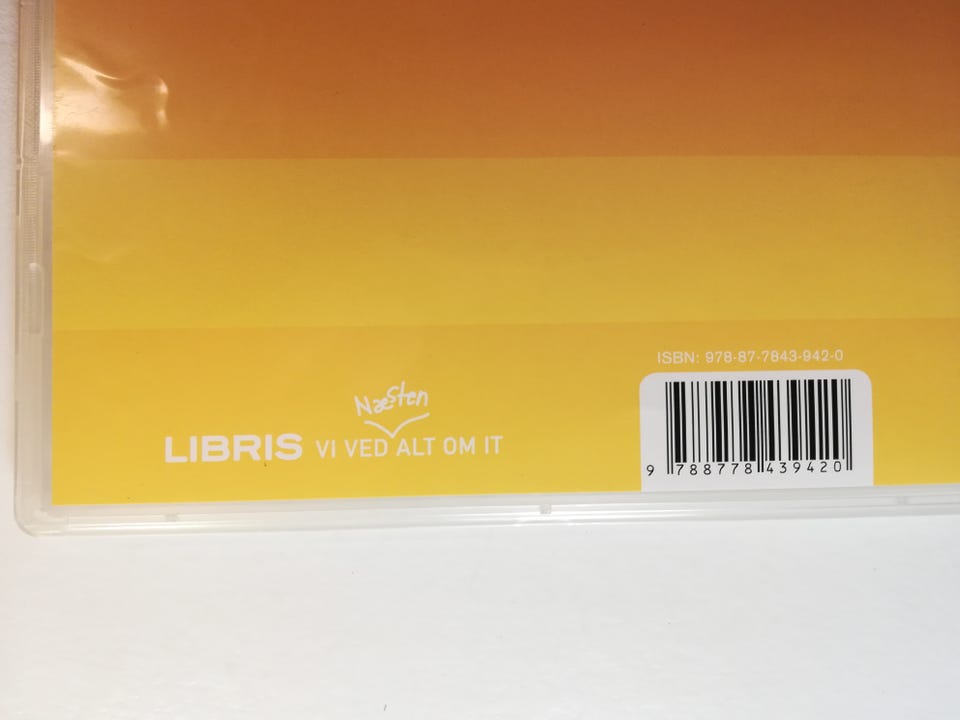 ISBN: 978-87-7843-942-0
Næsten
LIBRIS VI VED ALT OM IT
9 788778 439420